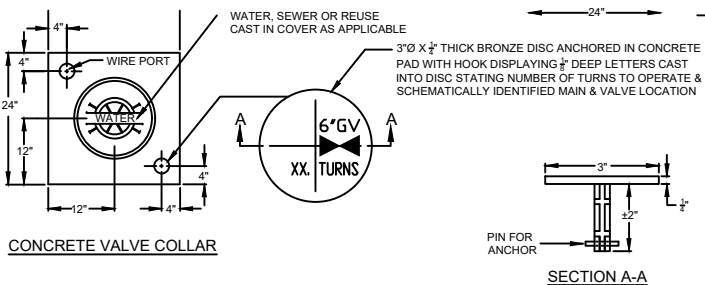 WATER, SEWER OR REUSE
CAST IN COVER AS APPLICABLE
24"
4"
4"
WIRE PORT
3"Ø X 1/4" THICK BRONZE DISC ANCHORED IN CONCRETE
PAD WITH HOOK DISPLAYING 1/8" DEEP LETTERS CAST
INTO DISC STATING NUMBER OF TURNS TO OPERATE &
SCHEMATICALLY IDENTIFIED MAIN & VALVE LOCATION
24"
WATER
12"
A
6"GV
A
XX. TURNS
4"
12"
4"
3"
±2"
1/4"
PIN FOR
ANCHOR
CONCRETE VALVE COLLAR
SECTION A-A